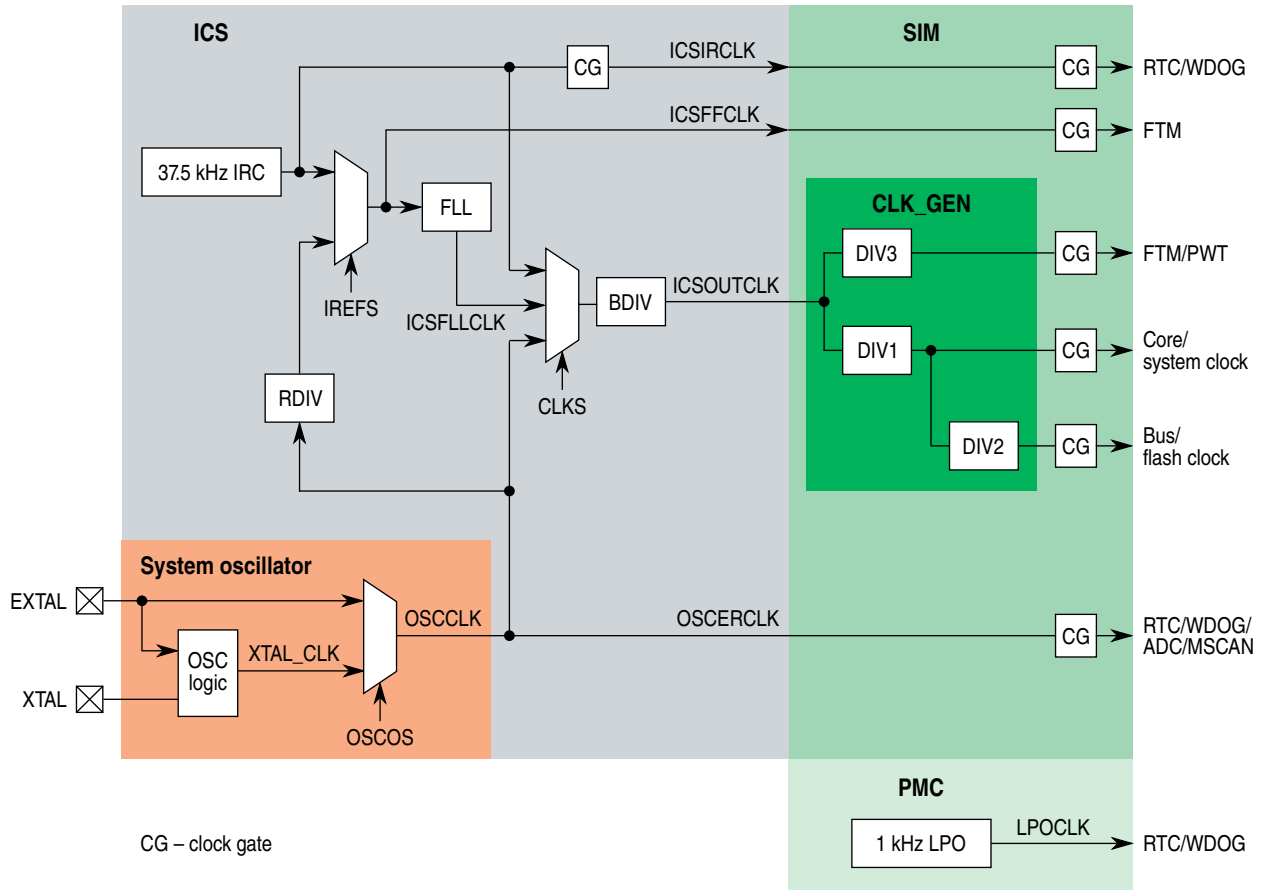 ICS
SIM
CG
ICSIRCLK
CG
RTC/WDOG
ICSFFCLK
CG
FTM
37.5 kHz IRC
FLL
CLK_GEN
IREFS
ICSFLLCLK
BDIV
ICSOUTCLK
DIV3
CG
FTM/PWT
DIV1
CG
Core/
system clock
RDIV
CLKS
DIV2
CG
Bus/
flash clock
System oscillator
EXTAL
OSC
logic
XTAL_CLK
XTAL
OSCOS
OSCCLK
OSCERCLK
CG
RTC/WDOG/
ADC/MSCAN
PMC
1 kHz LPO
LPOCLK
RTC/WDOG
CG – clock gate